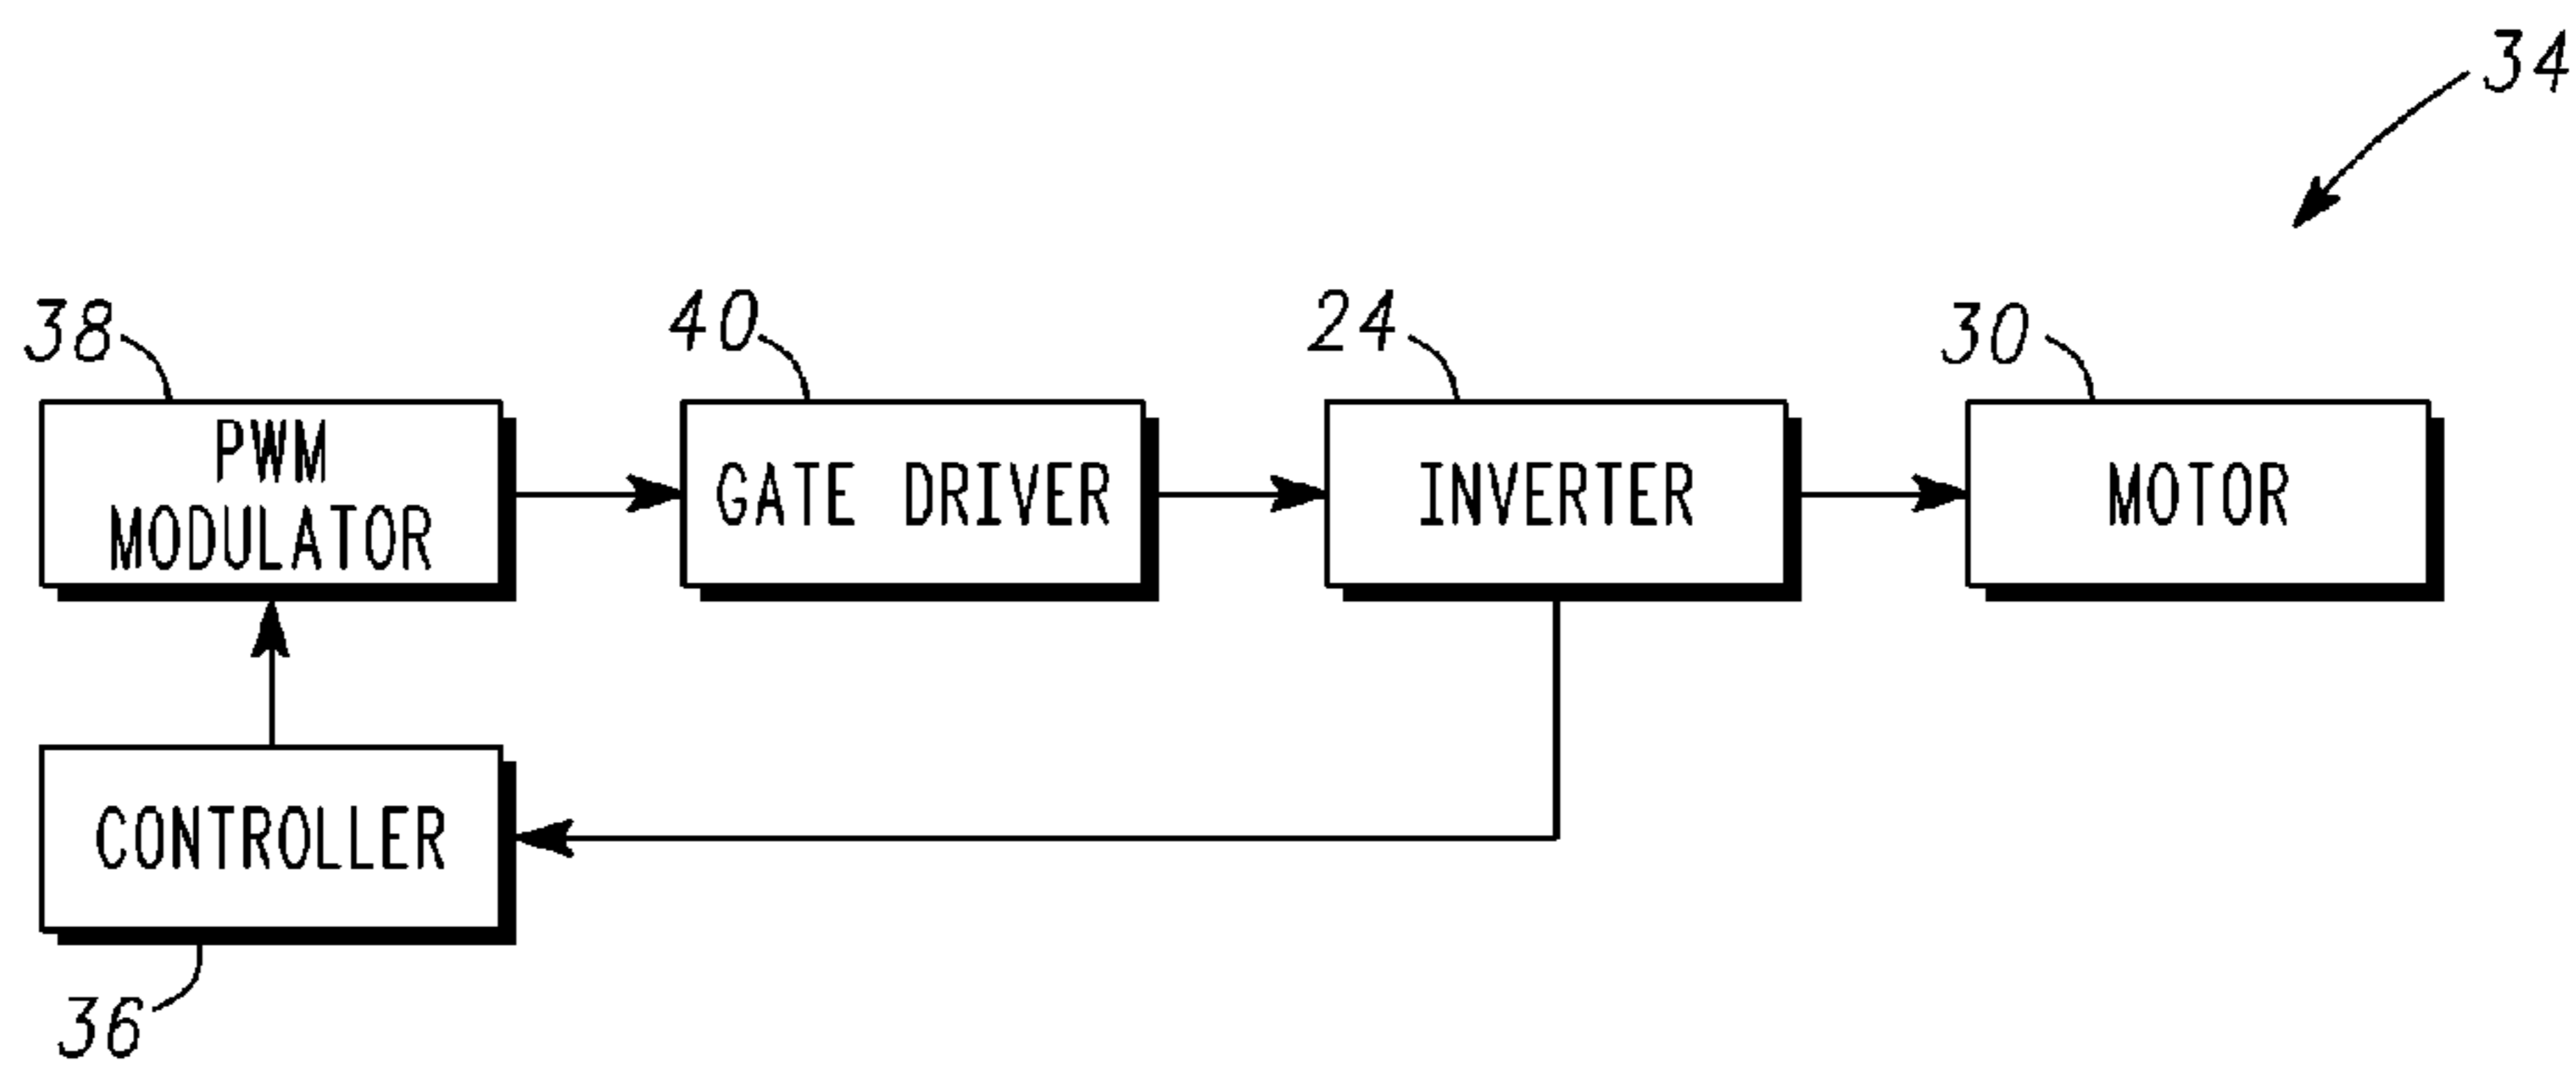 34
38
40
24
30
PWM
MODULATOR
GATE DRIVER
INVERTER
MOTOR
CONTROLLER
36